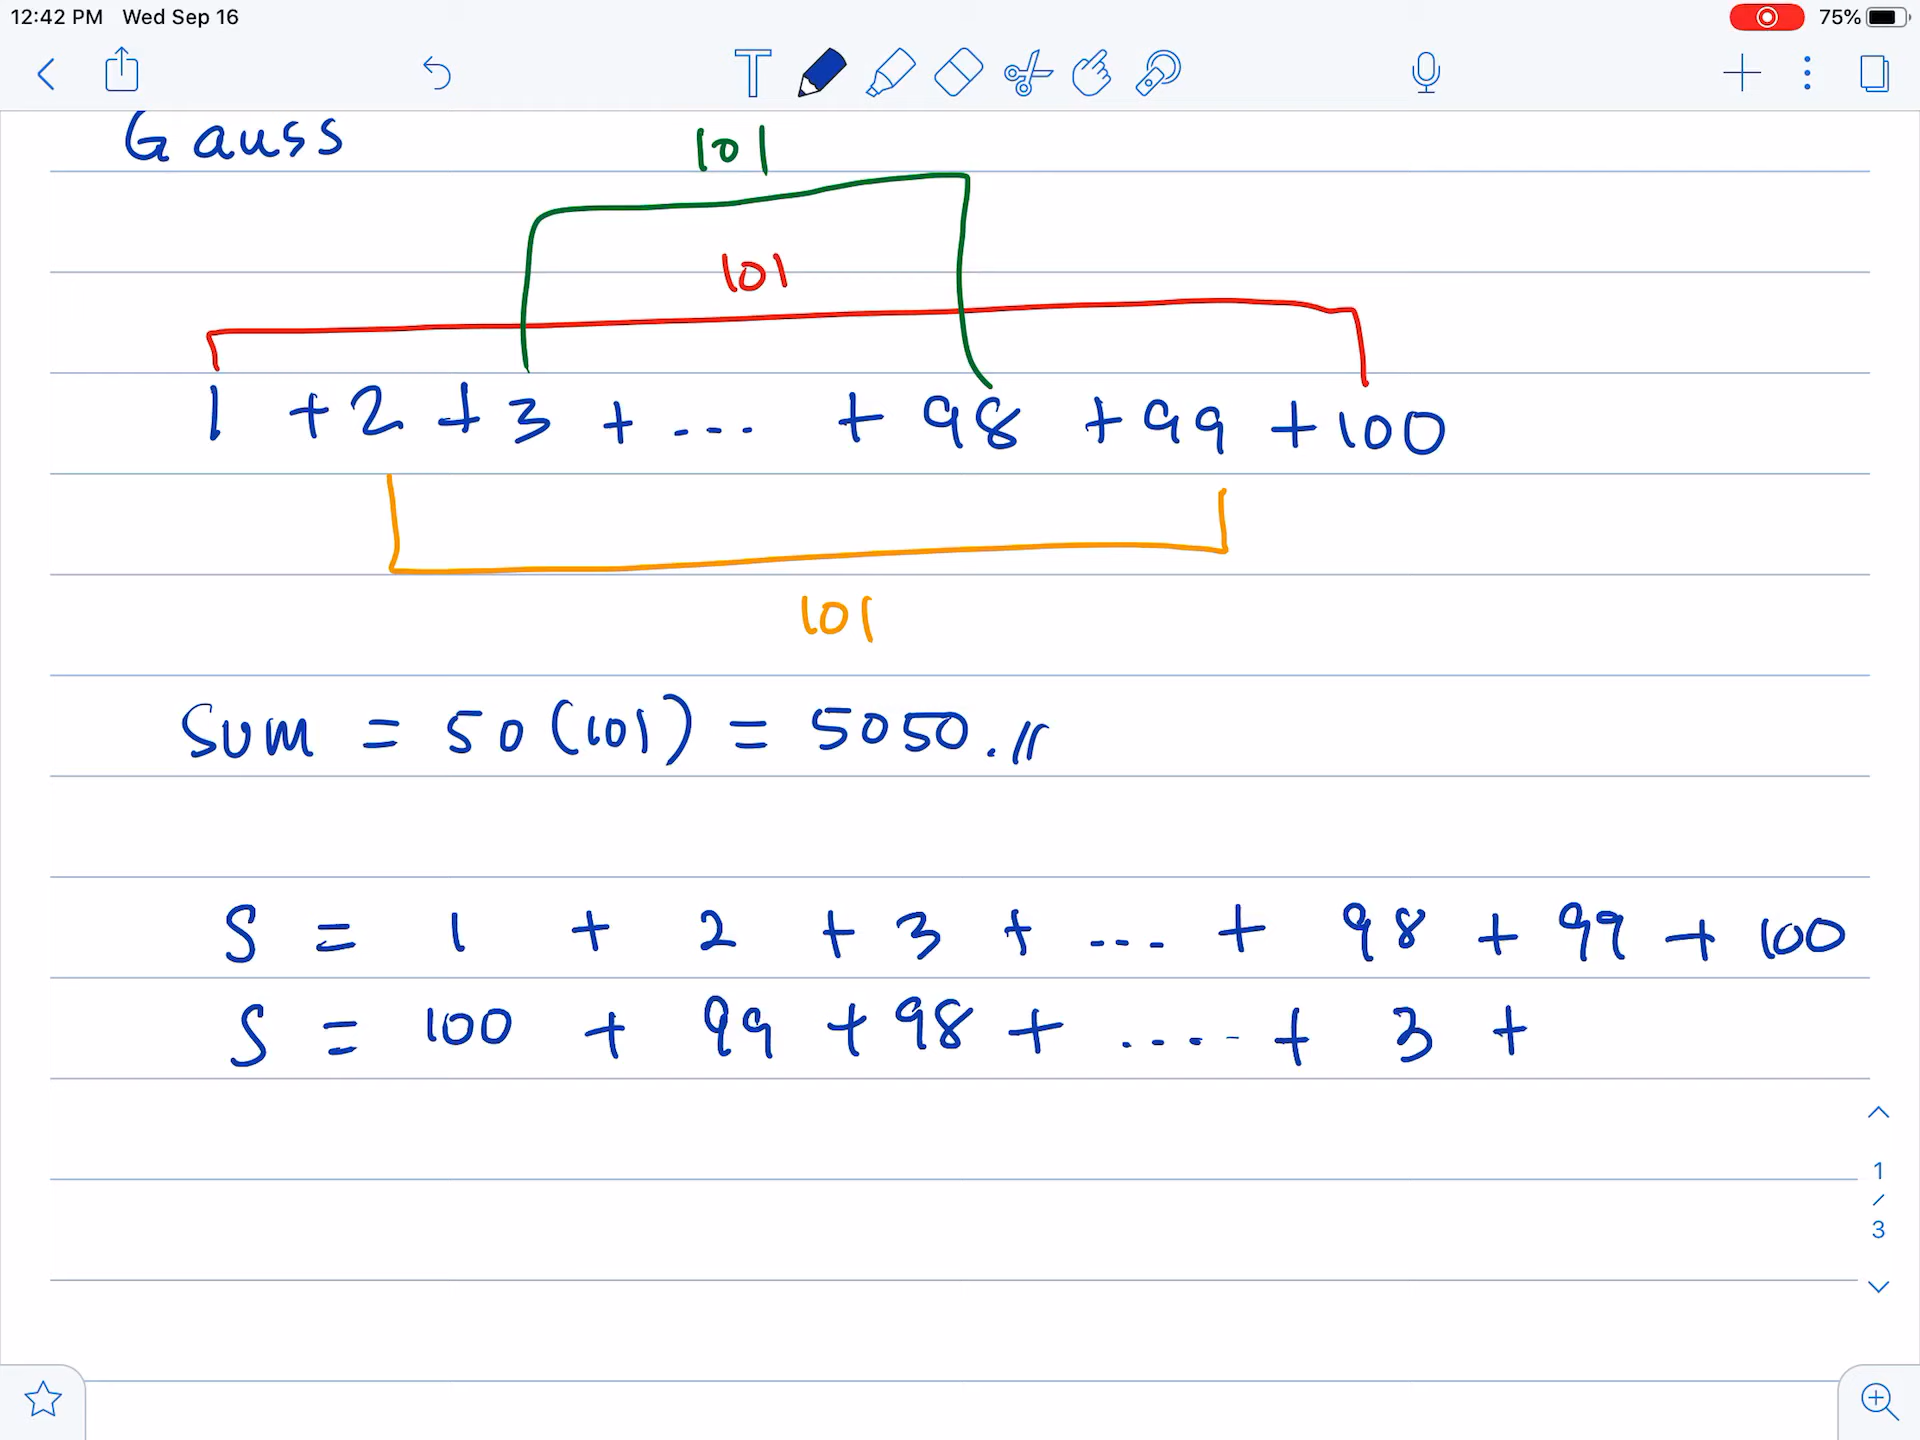 12:42 PM Wed Sep 16 75%
T
Gauss
101
101
1 + 2 + 3 + ... + 98 + 99 + 100
101
Sum = 50 (101) = 5050. //
S = 1 + 2 + 3 + ... + 98 + 99 + 100
S = 100 + 99 + 98 + ..... + 3 +
1
/
3